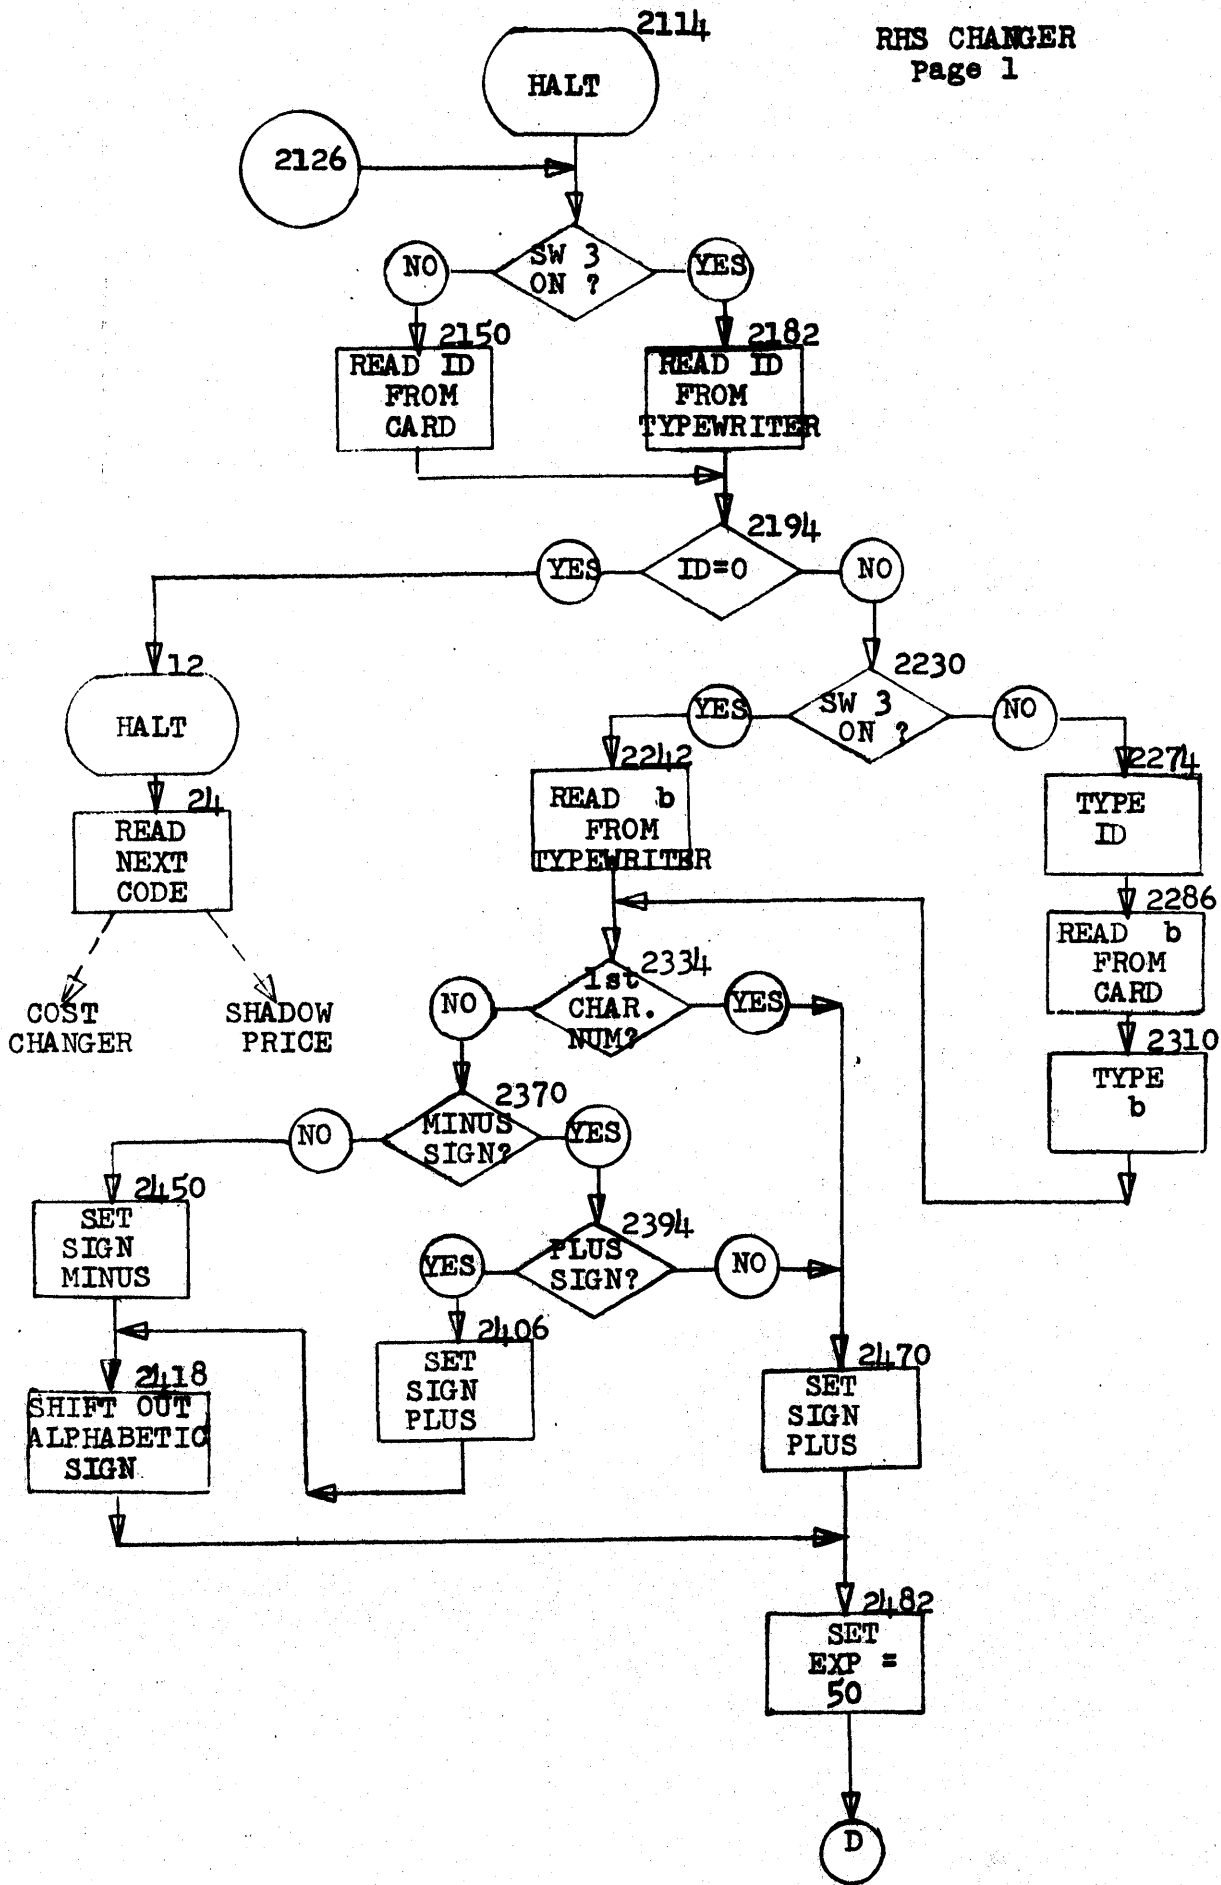 2114
RHS CHANGER
Page 1
HALT
2126
SW 3
ON ?
NO
YES
2150
READ ID
FROM
CARD
2182
READ ID
FROM
TYPEWRITER
2194
ID=0
YES
NO
12
HALT
2230
SW 3
ON ?
YES
NO
24
READ
NEXT
CODE
2242
READ b
FROM
TYPEWRITER
2274
TYPE
ID
2286
READ b
FROM
CARD
COST
CHANGER
SHADOW
PRICE
2334
1st
CHAR.
NUM?
NO
YES
2310
TYPE
b
2370
MINUS
SIGN?
NO
YES
2450
SET
SIGN
MINUS
2394
PLUS
SIGN?
YES
NO
2406
SET
SIGN
PLUS
2418
SHIFT OUT
ALPHABETIC
SIGN
2470
SET
SIGN
PLUS
2482
SET
EXP =
50
D